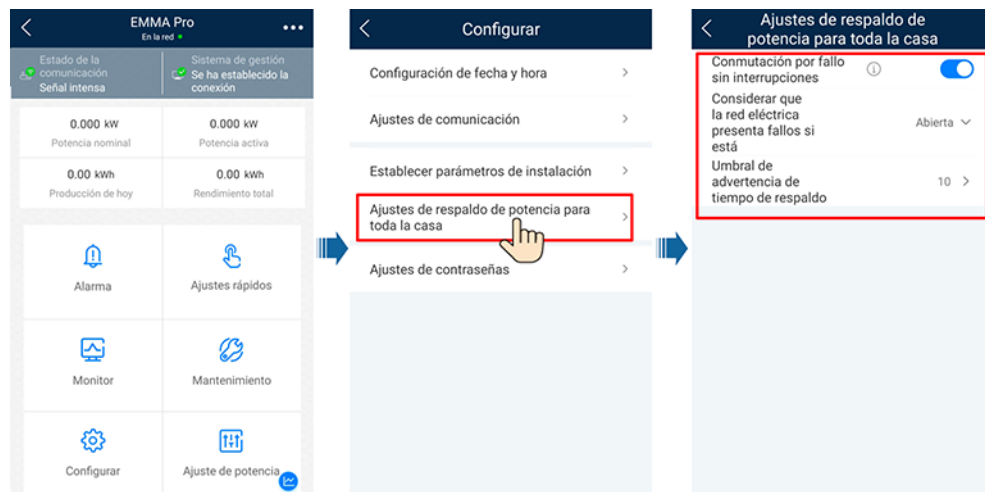 EMMA Pro
En la red
Estado de la
comunicación
Señal intensa
Sistema de gestión
Se ha establecido la
conexión
0.000 kW
Potencia nominal
0.000 kW
Potencia activa
0.00 kWh
Producción de hoy
0.00 kWh
Rendimiento total
Alarma
Ajustes rápidos
Monitor
Mantenimiento
Configurar
Ajuste de potencia
Configurar
Configuración de fecha y hora
Ajustes de comunicación
Establecer parámetros de instalación
Ajustes de respaldo de potencia para
toda la casa
Ajustes de contraseñas
Ajustes de respaldo de
potencia para toda la casa
Conmutación por fallo
sin interrupciones
Considerar que
la red eléctrica
presenta fallos si
está
Abierta
Umbral de
advertencia de
tiempo de respaldo
10